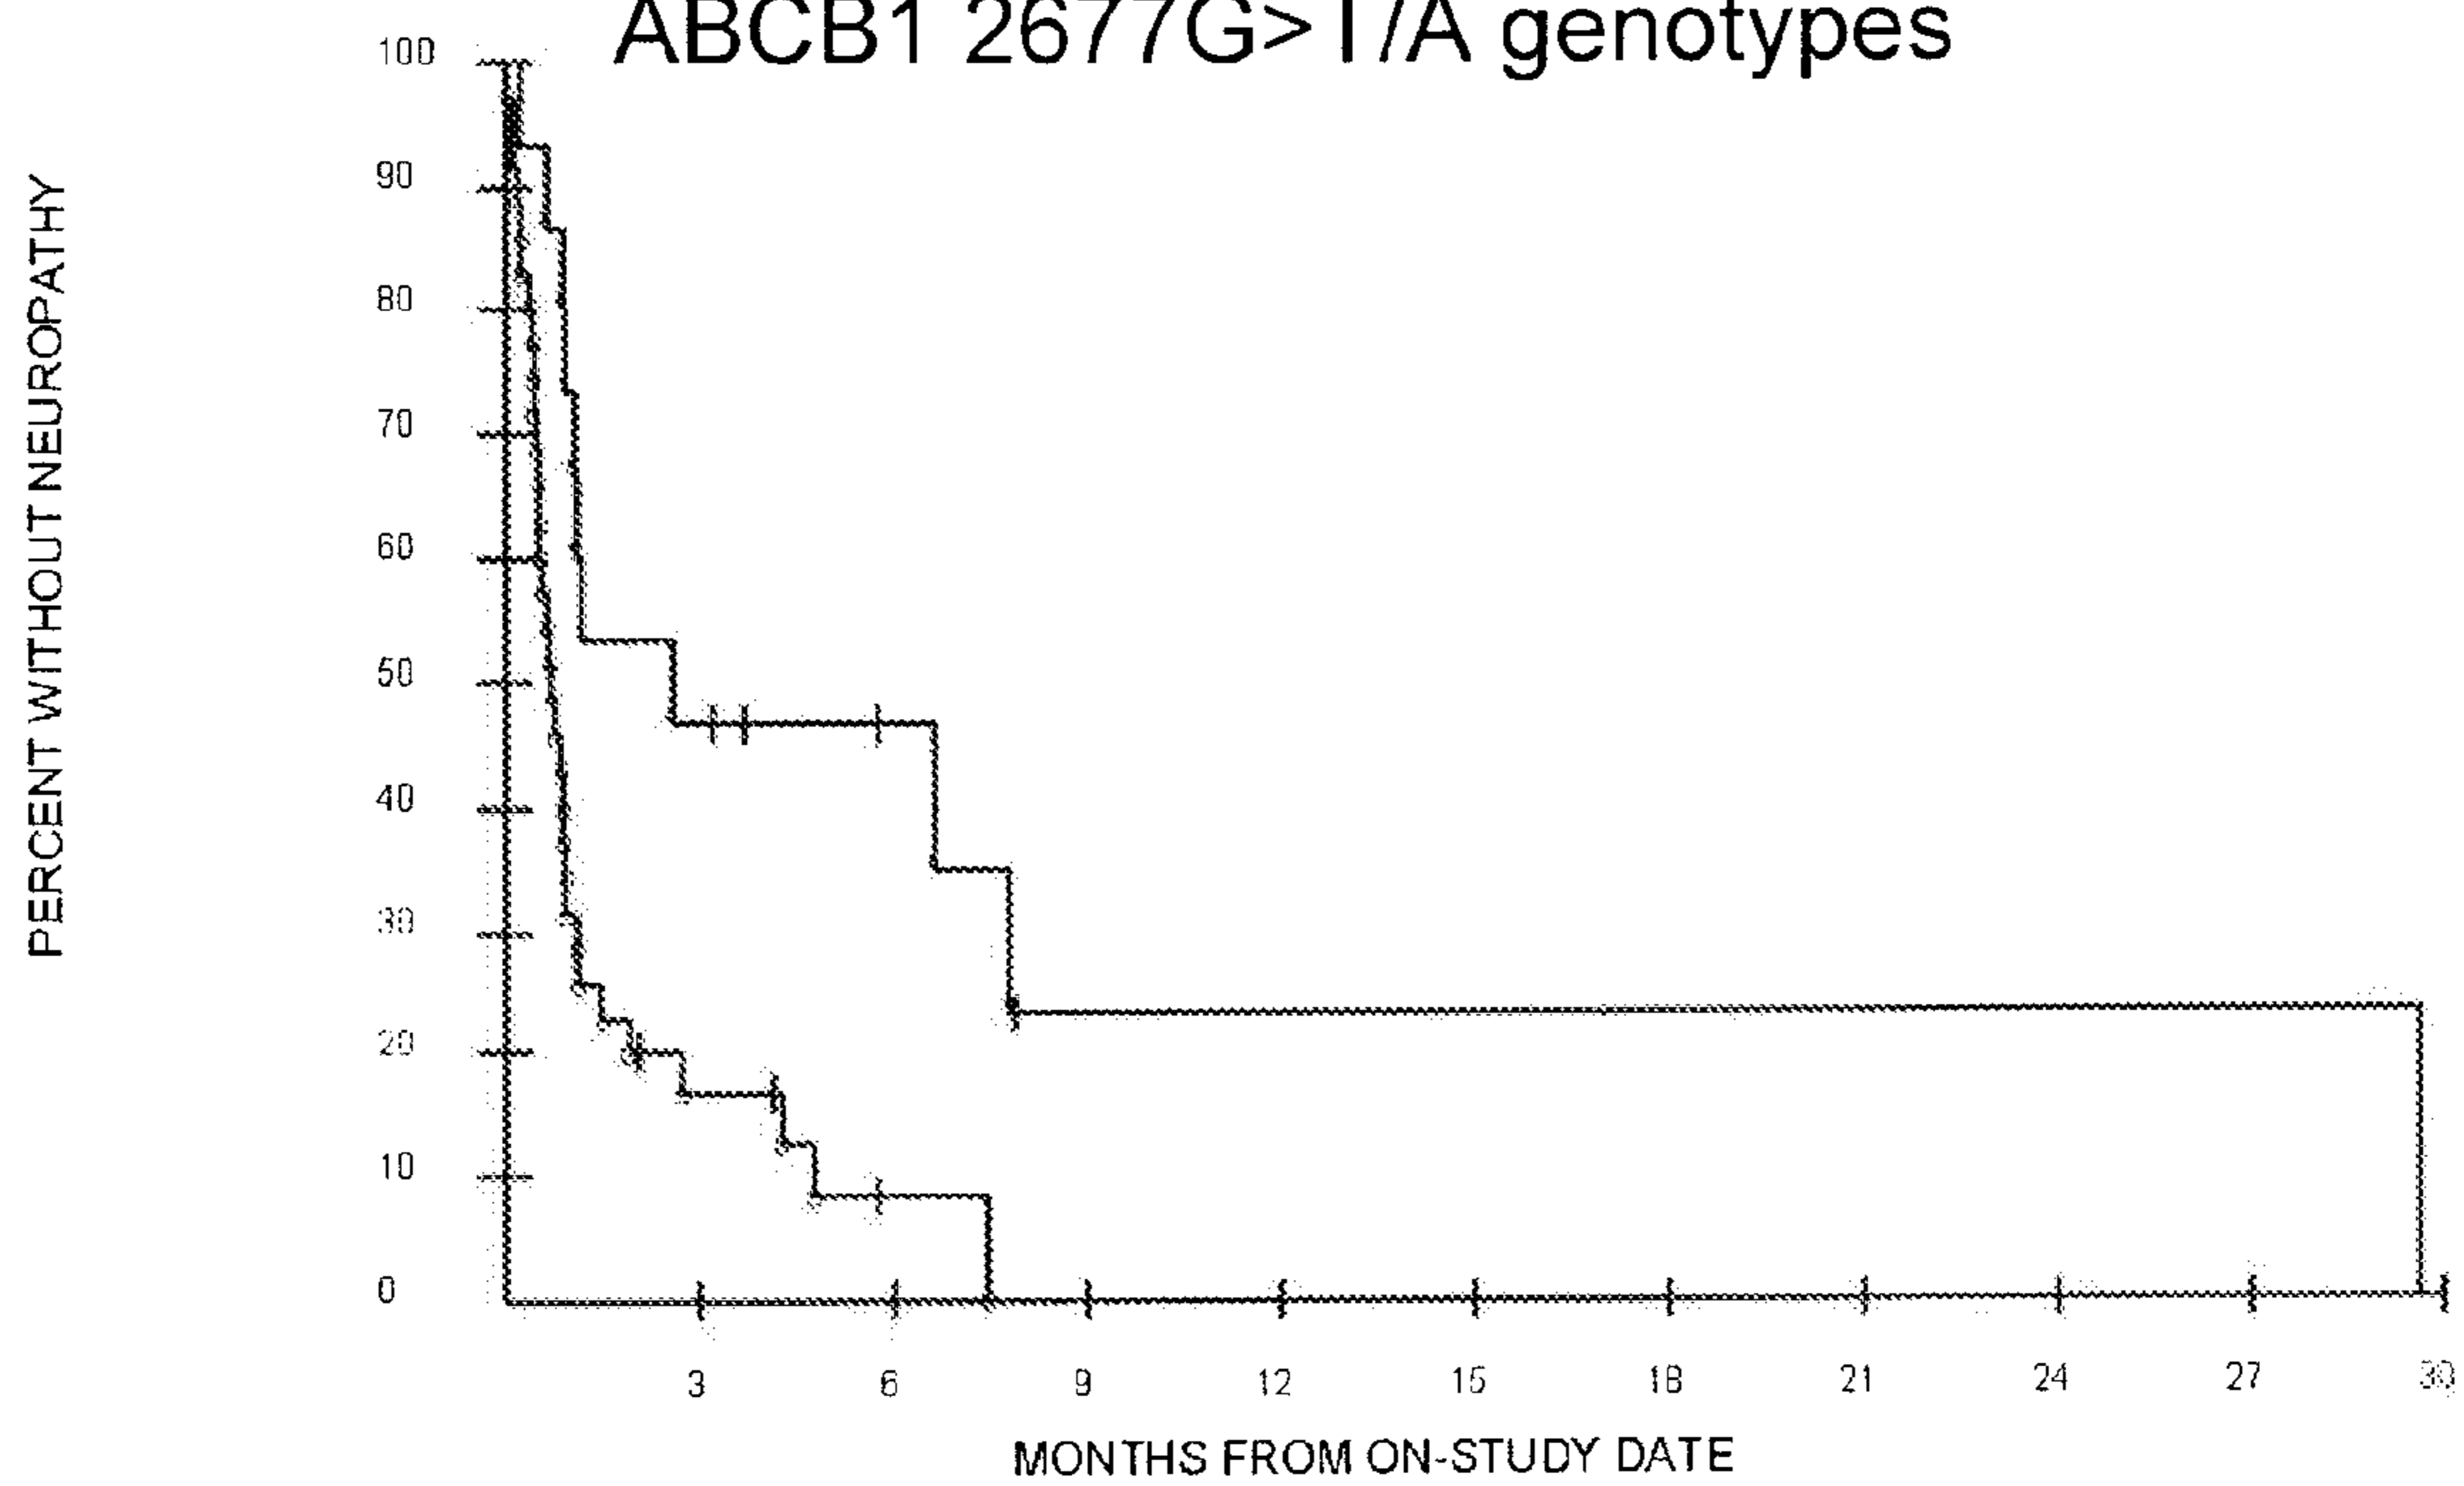 ABCB1 2677G>T/A genotypes
PERCENT WITHOUT NEUROPATHY
100
90
80
70
60
50
40
30
20
10
0
3 6 9 12 15 18 21 24 27 30
MONTHS FROM ON-STUDY DATE